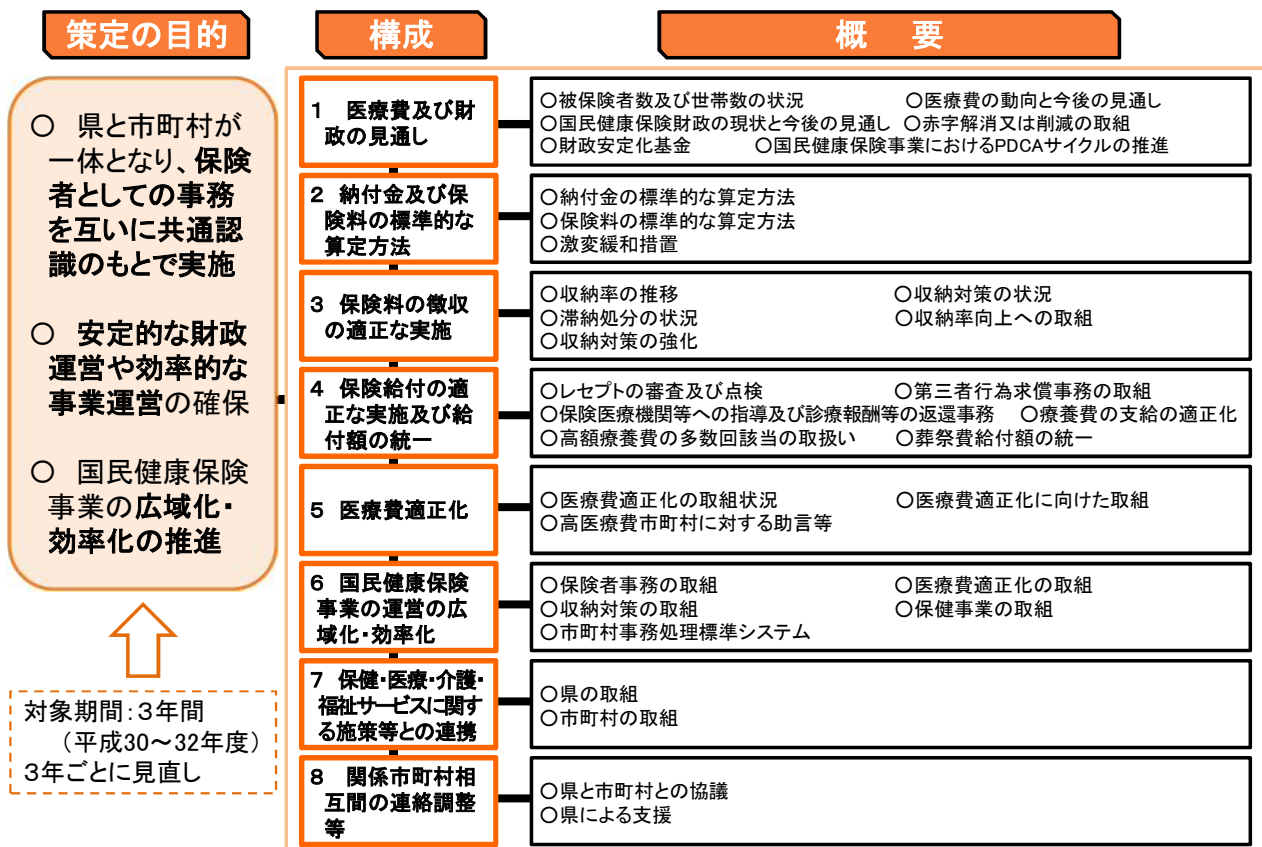 策定の目的
構成
概　要
○　県と市町村が
一体となり、保険
者としての事務
を互いに共通認
識のもとで実施
○　安定的な財政
運営や効率的な
事業運営の確保
○　国民健康保険
事業の広域化・
効率化の推進
対象期間：３年間
（平成30～32年度）
３年ごとに見直し
１　医療費及び財
政の見通し
○被保険者数及び世帯数の状況　○医療費の動向と今後の見通し
○国民健康保険財政の現状と今後の見通し　○赤字解消又は削減の取組
○財政安定化基金　○国民健康保険事業におけるPDCAサイクルの推進
２　納付金及び保
険料の標準的な
算定方法
○納付金の標準的な算定方法
○保険料の標準的な算定方法
○激変緩和措置
３　保険料の徴収
の適正な実施
○収納率の推移　○収納対策の状況
○滞納処分の状況　○収納率向上への取組
○収納対策の強化
４　保険給付の適
正な実施及び給
付額の統一
○レセプトの審査及び点検　○第三者行為求償事務の取組
○保険医療機関等への指導及び診療報酬等の返還事務　○療養費の支給の適正化
○高額療養費の多数回該当の取扱い　○葬祭費給付額の統一
５　医療費適正化
○医療費適正化の取組状況　○医療費適正化に向けた取組
○高医療費市町村に対する助言等
６　国民健康保険
事業の運営の広
域化・効率化
○保険者事務の取組　○医療費適正化の取組
○収納対策の取組　○保健事業の取組
○市町村事務処理標準システム
７　保健・医療・介護・
福祉サービスに関す
る施策等との連携
○県の取組
○市町村の取組
８　関係市町村相
互間の連絡調整
等
○県と市町村との協議
○県による支援